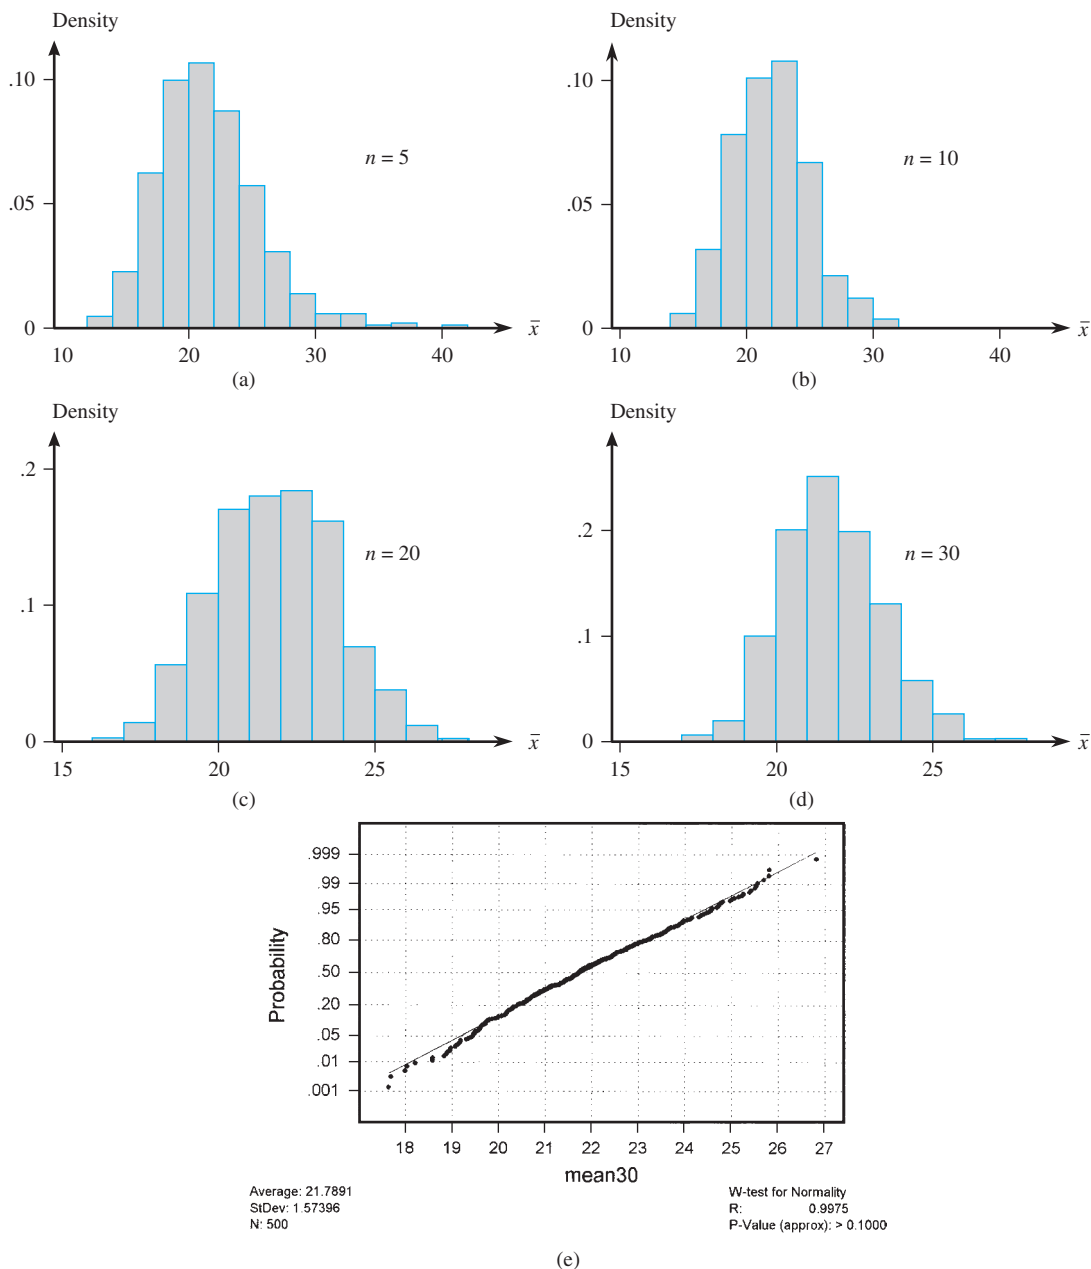 Density
.10
.05
0
n = 5
10 20 30 40
x̄
(a)
Density
.10
.05
0
n = 10
10 20 30 40
x̄
(b)
Density
.2
.1
0
n = 20
15 20 25
x̄
(c)
Density
.2
.1
0
n = 30
15 20 25
x̄
(d)
Probability
.999
.99
.95
.80
.50
.20
.05
.01
.001
18 19 20 21 22 23 24 25 26 27
mean30
Average: 21.7891
StDev: 1.57396
N: 500
W-test for Normality
R: 0.9975
P-Value (approx): > 0.1000
(e)